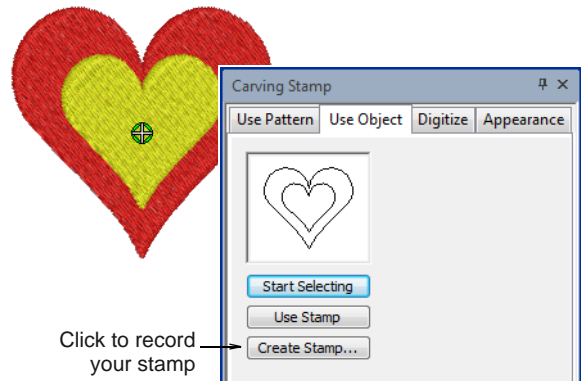 Carving Stamp
Use Pattern Use Object Digitize Appearance
Start Selecting
Use Stamp
Create Stamp...
Click to record
your stamp